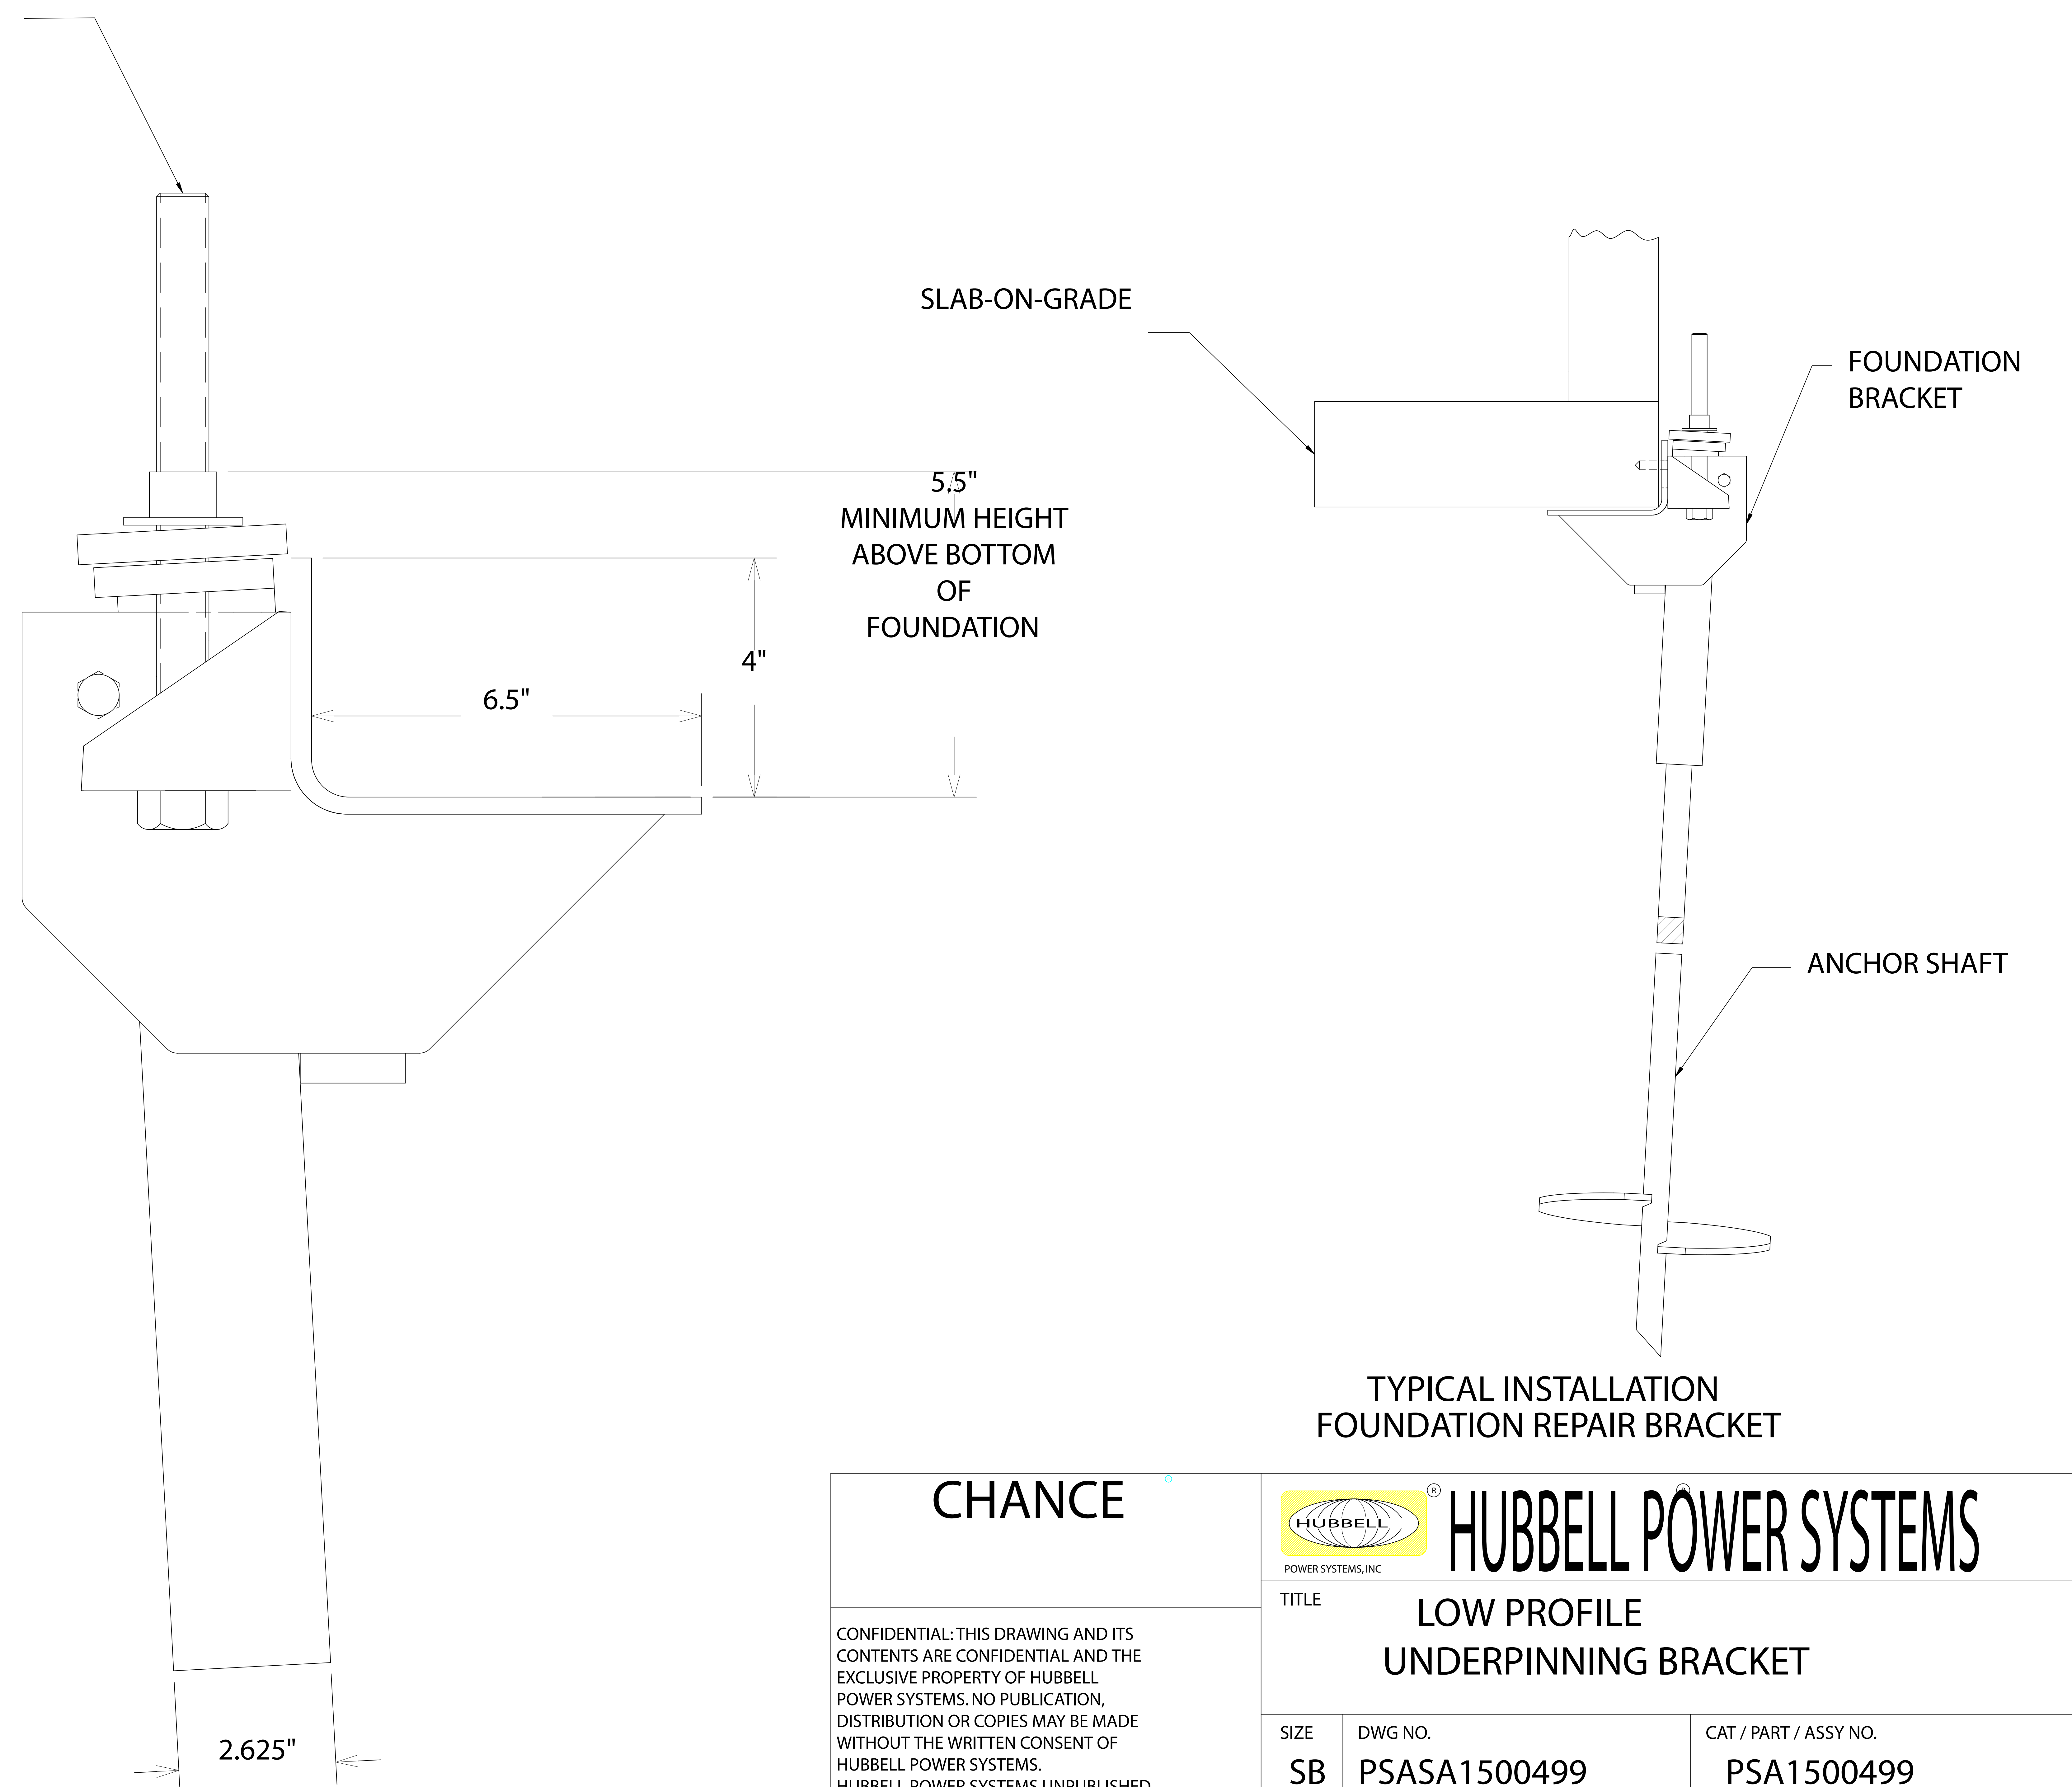 SLAB-ON-GRADE
FOUNDATION
BRACKET
5.5"
MINIMUM HEIGHT
ABOVE BOTTOM
OF
FOUNDATION
4"
6.5"
ANCHOR SHAFT
TYPICAL INSTALLATION
FOUNDATION REPAIR BRACKET
2.625"
CHANCE
CONFIDENTIAL: THIS DRAWING AND ITS
CONTENTS ARE CONFIDENTIAL AND THE
EXCLUSIVE PROPERTY OF HUBBELL
POWER SYSTEMS. NO PUBLICATION,
DISTRIBUTION OR COPIES MAY BE MADE
WITHOUT THE WRITTEN CONSENT OF
HUBBELL POWER SYSTEMS.
HUBBELL POWER SYSTEMS UNPUBLISHED
HUBBELL
POWER SYSTEMS, INC
®
®
HUBBELL POWER SYSTEMS
TITLE
LOW PROFILE
UNDERPINNING BRACKET
SIZE
SB
DWG NO.
PSASA1500499
CAT / PART / ASSY NO.
PSA1500499